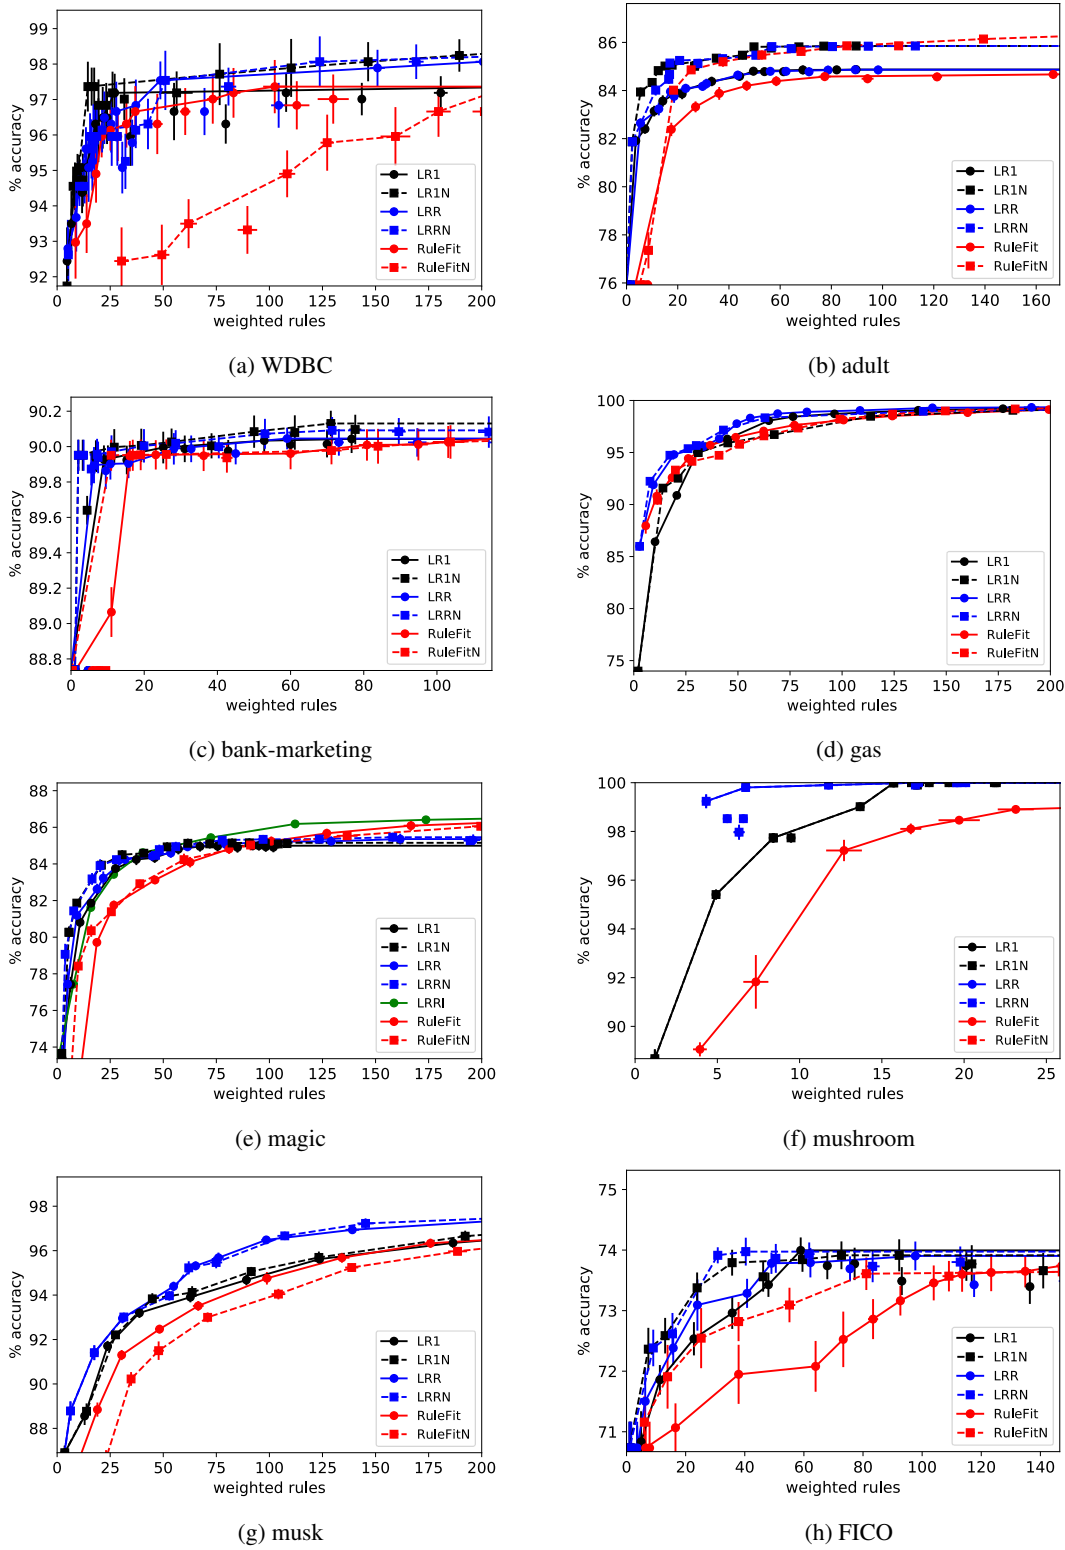 99
98
97
96
95
94
93
92
% accuracy
LR1
LR1N
LRR
LRRN
RuleFit
RuleFitN
0 25 50 75 100 125 150 175 200
weighted rules
(a) WDBC
86
84
82
80
78
76
% accuracy
LR1
LR1N
LRR
LRRN
RuleFit
RuleFitN
0 20 40 60 80 100 120 140 160
weighted rules
(b) adult
90.2
90.0
89.8
89.6
89.4
89.2
89.0
88.8
% accuracy
LR1
LR1N
LRR
LRRN
RuleFit
RuleFitN
0 20 40 60 80 100
weighted rules
(c) bank-marketing
100
95
90
85
80
75
% accuracy
LR1
LR1N
LRR
LRRN
RuleFit
RuleFitN
0 25 50 75 100 125 150 175 200
weighted rules
(d) gas
88
86
84
82
80
78
76
74
% accuracy
LR1
LR1N
LRR
LRRN
LRRI
RuleFit
RuleFitN
0 25 50 75 100 125 150 175 200
weighted rules
(e) magic
100
98
96
94
92
90
% accuracy
LR1
LR1N
LRR
LRRN
RuleFit
RuleFitN
0 5 10 15 20 25
weighted rules
(f) mushroom
98
96
94
92
90
88
% accuracy
LR1
LR1N
LRR
LRRN
RuleFit
RuleFitN
0 25 50 75 100 125 150 175 200
weighted rules
(g) musk
75
74
73
72
71
% accuracy
LR1
LR1N
LRR
LRRN
RuleFit
RuleFitN
0 20 40 60 80 100 120 140
weighted rules
(h) FICO